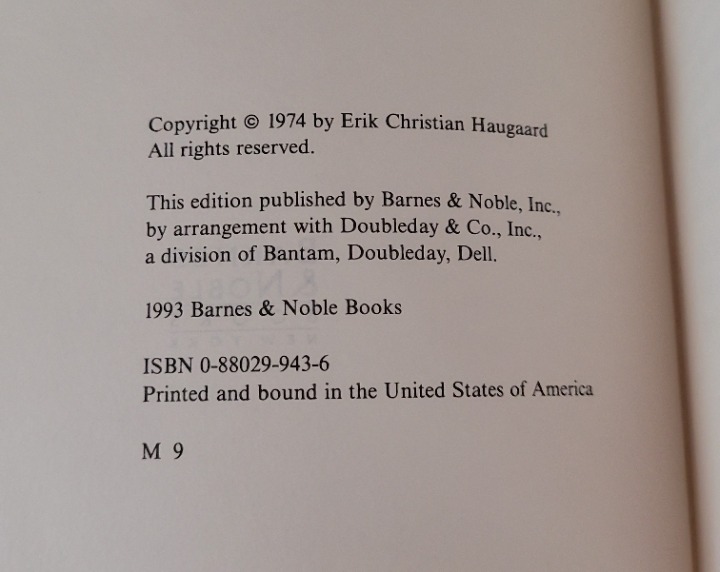 Copyright © 1974 by Erik Christian Haugaard
All rights reserved.
This edition published by Barnes & Noble, Inc.,
by arrangement with Doubleday & Co., Inc.,
a division of Bantam, Doubleday, Dell.
1993 Barnes & Noble Books
ISBN 0-88029-943-6
Printed and bound in the United States of America
M 9